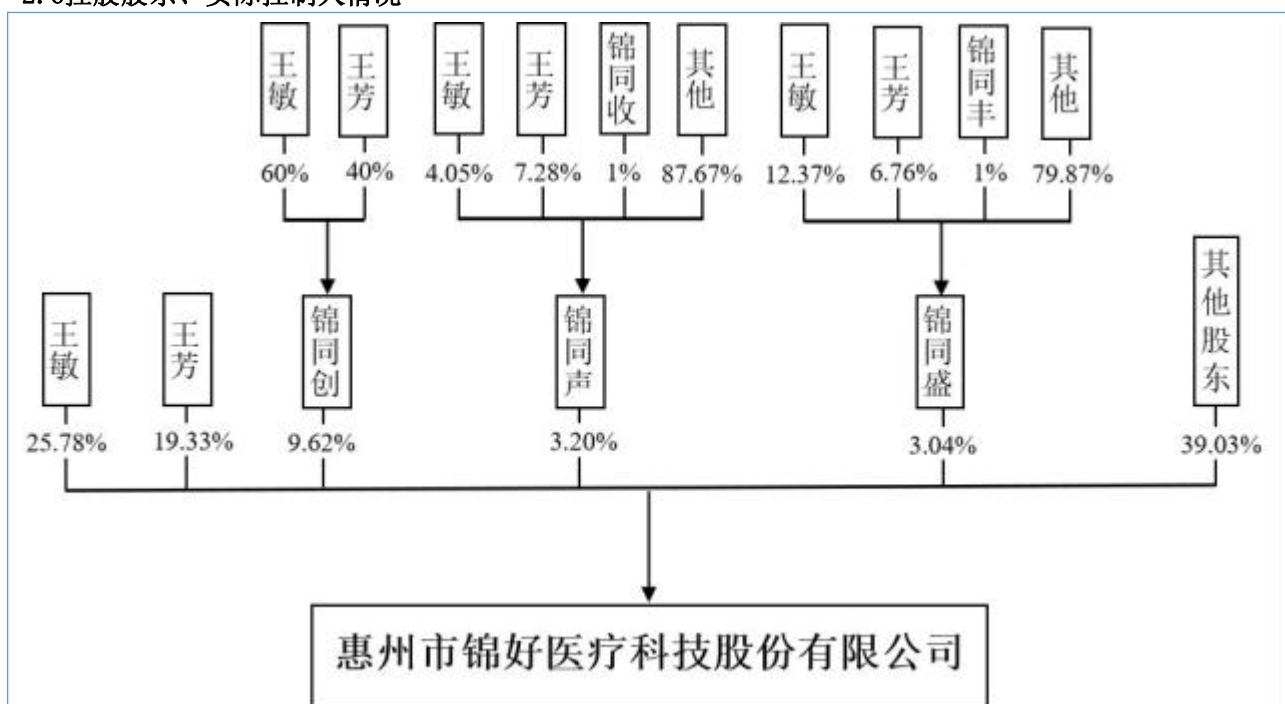 王敏
王芳
王敏
王芳
锦同收
其他
王敏
王芳
锦同丰
其他
60%
40%
4.05%
7.28%
1%
87.67%
12.37%
6.76%
1%
79.87%
王敏
王芳
锦同创
锦同声
锦同盛
其他股东
25.78%
19.33%
9.62%
3.20%
3.04%
39.03%
惠州市锦好医疗科技股份有限公司